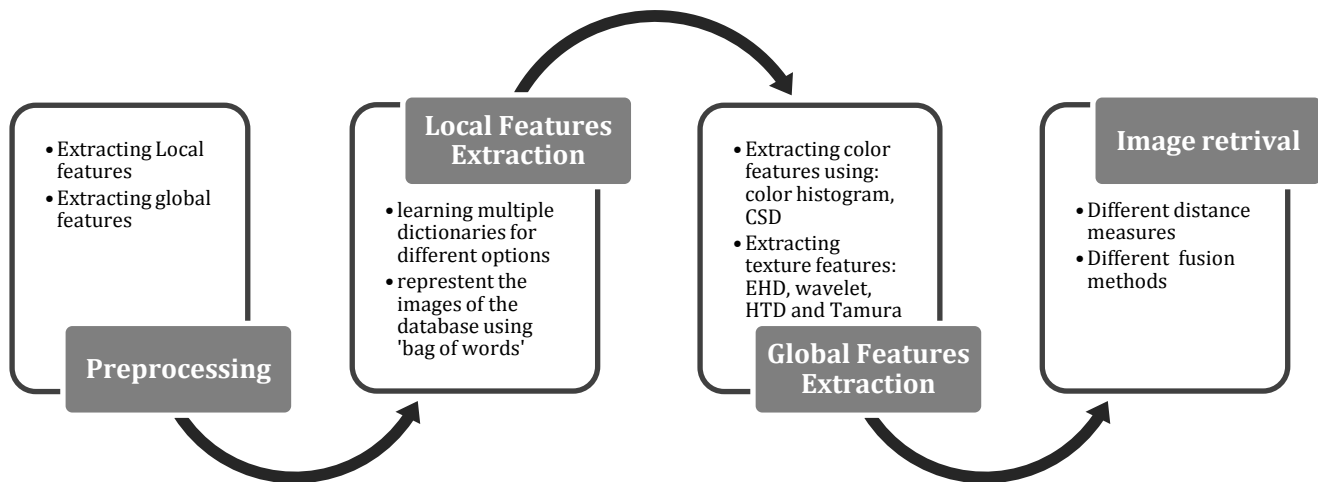 • Extracting Local
features
• Extracting global
features
Preprocessing
Local Features
Extraction
• learning multiple
dictionaries for
different options
• represtent the
images of the
database using
'bag of words'
• Extracting color
features using:
color histogram,
CSD
• Extracting
texture features:
EHD, wavelet,
HTD and Tamura
Global Features
Extraction
Image retrival
• Different distance
measures
• Different fusion
methods